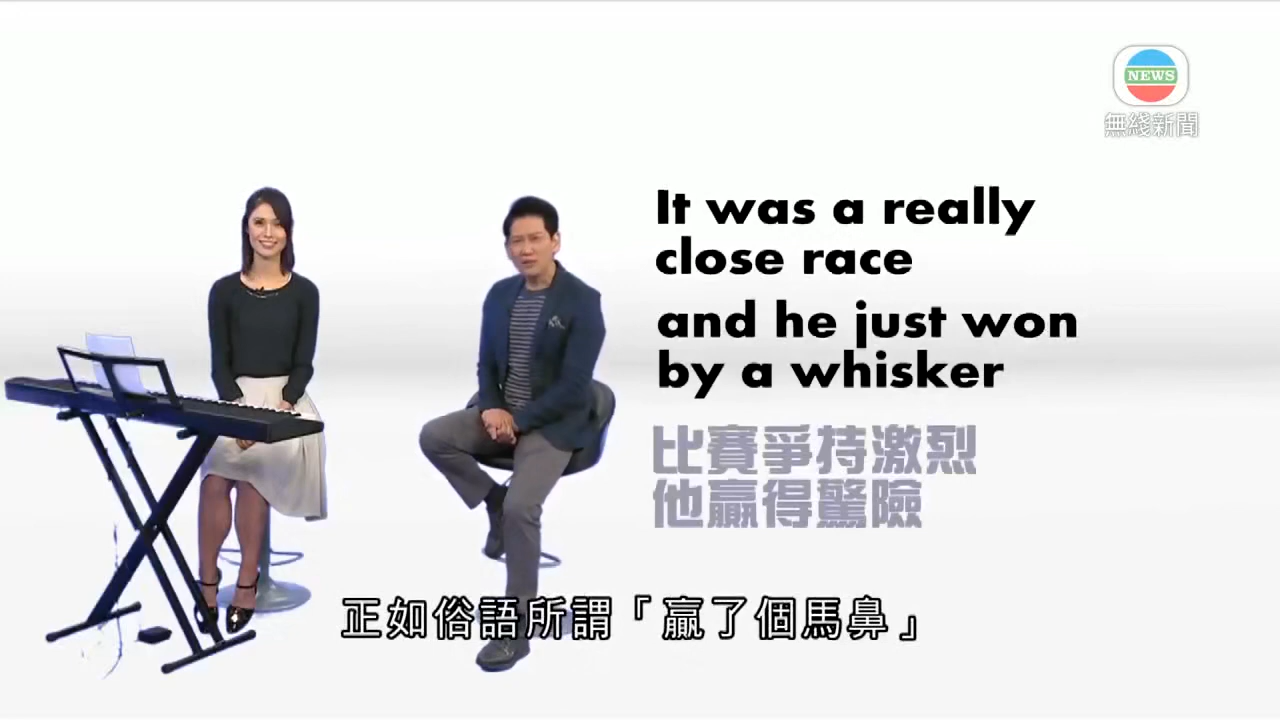 NEWS
無綫新聞
It was a really
close race
and he just won
by a whisker
比賽爭持激烈
他贏得驚險
正如俗語所謂「贏了個馬鼻」